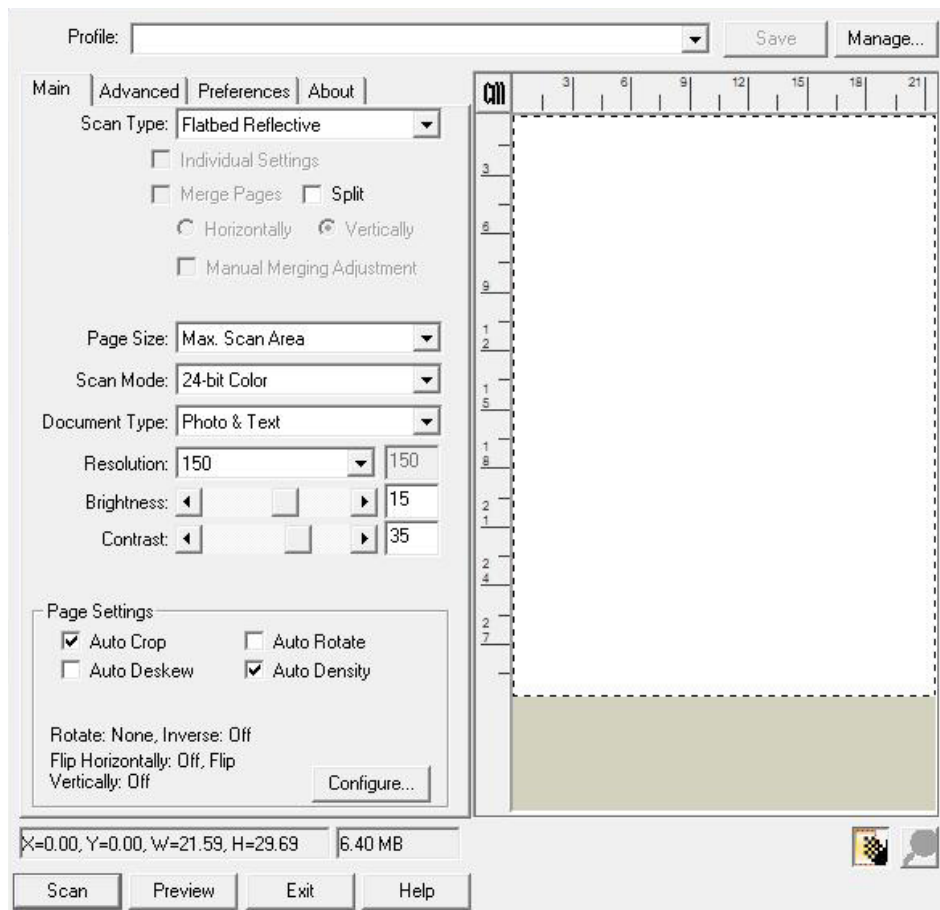 Profile: Save Manage...
Main Advanced Preferences About
Scan Type: Flatbed Reflective
Individual Settings
Merge Pages Split
Horizontally Vertically
Manual Merging Adjustment
Page Size: Max. Scan Area
Scan Mode: 24-bit Color
Document Type: Photo & Text
Resolution: 150 150
Brightness: 15
Contrast: 35
Page Settings
Auto Crop Auto Rotate
Auto Deskew Auto Density
Rotate: None, Inverse: Off
Flip Horizontally: Off, Flip
Vertically: Off
Configure...
X=0.00, Y=0.00, W=21.59, H=29.69 6.40 MB
Scan Preview Exit Help
cm 3 6 9 12 15 18 21
3
6
9
12
15
18
21
24
27